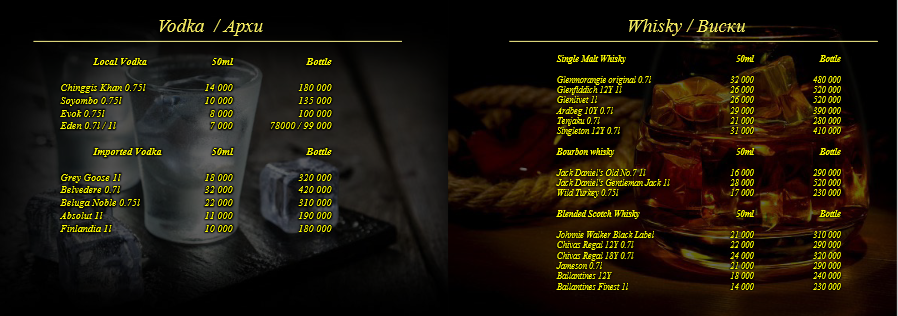 Vodka / Архи
Local Vodka 50ml Bottle
Chinggis Khan 0.75l 14 000 180 000
Soyombo 0.75l 10 000 135 000
Evok 0.75l 8 000 100 000
Eden 0.7l / 1l 7 000 78000 / 99 000
Imported Vodka 50ml Bottle
Grey Goose 1l 18 000 320 000
Belvedere 0.7l 32 000 420 000
Beluga Noble 0.75l 22 000 310 000
Absolut 1l 11 000 190 000
Finlandia 1l 10 000 180 000
Whisky / Виски
Single Malt Whisky 50ml Bottle
Glenmorangie original 0.7l 32 000 480 000
Glenfiddich 12Y 1l 26 000 520 000
Glenlivet 1l 26 000 520 000
Ardbeg 10Y 0.7l 29 000 390 000
Tenjaku 0.7l 21 000 280 000
Singleton 12Y 0.7l 31 000 410 000
Bourbon whisky 50ml Bottle
Jack Daniel's Old No.7 1l 16 000 290 000
Jack Daniel's Gentleman Jack 1l 28 000 520 000
Wild Turkey 0.75l 17 000 230 000
Blended Scotch Whisky 50ml Bottle
Johnnie Walker Black Label 21 000 310 000
Chivas Regal 12Y 0.7l 22 000 290 000
Chivas Regal 18Y 0.7l 24 000 320 000
Jameson 0.7l 21 000 290 000
Ballantines 12Y 18 000 240 000
Ballantines Finest 1l 14 000 230 000